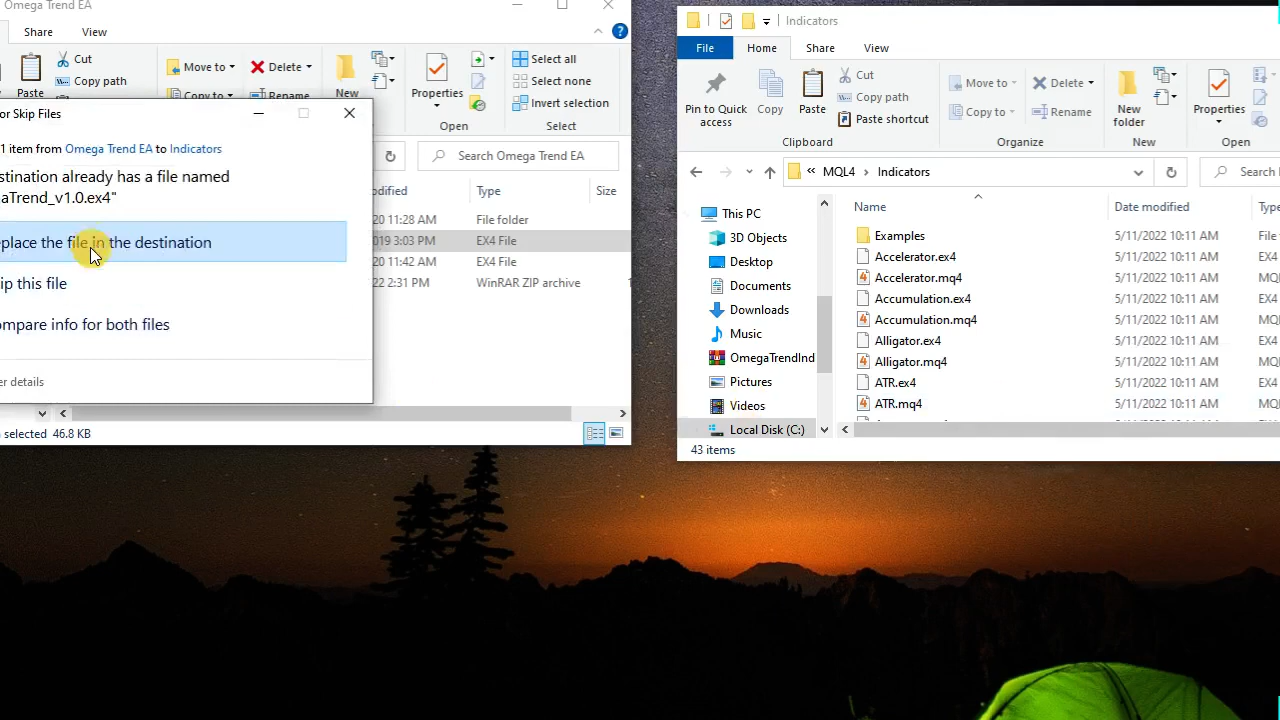 Omega Trend EA
Share
View
Paste
Cut
Copy path
Move to
Delete
Rename
New
Properties
Open
Select all
Select none
Invert selection
Select
or Skip Files
1 item from Omega Trend EA to Indicators
stination already has a file named
aTrend_v1.0.ex4"
eplace the file in the destination
ip this file
ompare info for both files
er details
Search Omega Trend EA
odified
Type
Size
20 11:28 AM
File folder
019 3:03 PM
EX4 File
20 11:42 AM
EX4 File
22 2:31 PM
WinRAR ZIP archive
1
selected 46.8 KB
Indicators
File
Home
Share
View
Pin to Quick
access
Copy
Paste
Cut
Copy path
Paste shortcut
Clipboard
Move to
Copy to
Delete
Rename
Organize
New
folder
New
Properties
Open
« MQL4 › Indicators
Search
This PC
3D Objects
Desktop
Documents
Downloads
Music
OmegaTrendInd
Pictures
Videos
Local Disk (C:)
Name
Date modified
Type
Examples
5/11/2022 10:11 AM
File f
Accelerator.ex4
5/11/2022 10:11 AM
EX4
Accelerator.mq4
5/11/2022 10:11 AM
MQL
Accumulation.ex4
5/11/2022 10:11 AM
EX4
Accumulation.mq4
5/11/2022 10:11 AM
MQL
Alligator.ex4
5/11/2022 10:11 AM
EX4
Alligator.mq4
5/11/2022 10:11 AM
MQL
ATR.ex4
5/11/2022 10:11 AM
EX4
ATR.mq4
5/11/2022 10:11 AM
MQL
43 items